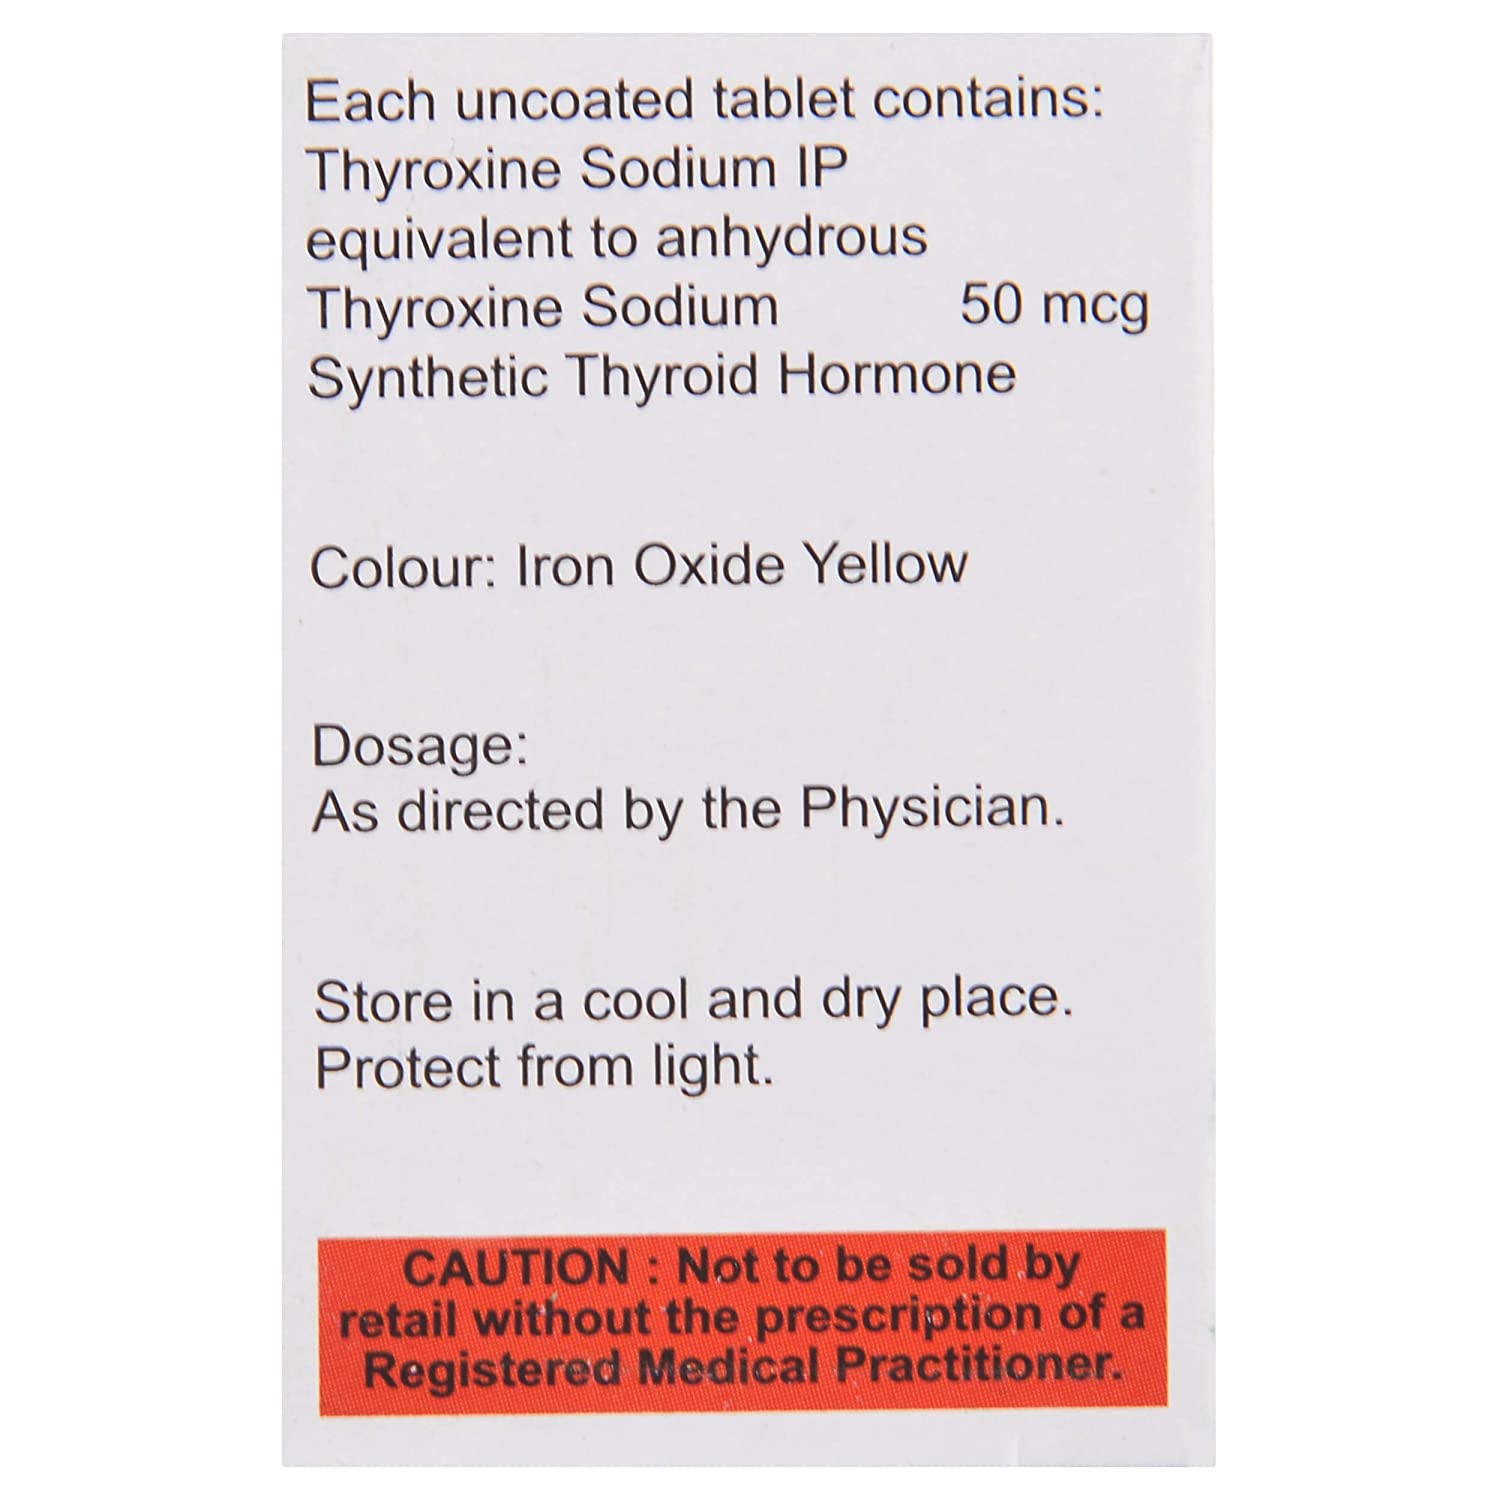 Each uncoated tablet contains:
Thyroxine Sodium IP
equivalent to anhydrous
Thyroxine Sodium 50 mcg
Synthetic Thyroid Hormone
Colour: Iron Oxide Yellow
Dosage:
As directed by the Physician.
Store in a cool and dry place.
Protect from light.
CAUTION : Not to be sold by
retail without the prescription of a
Registered Medical Practitioner.